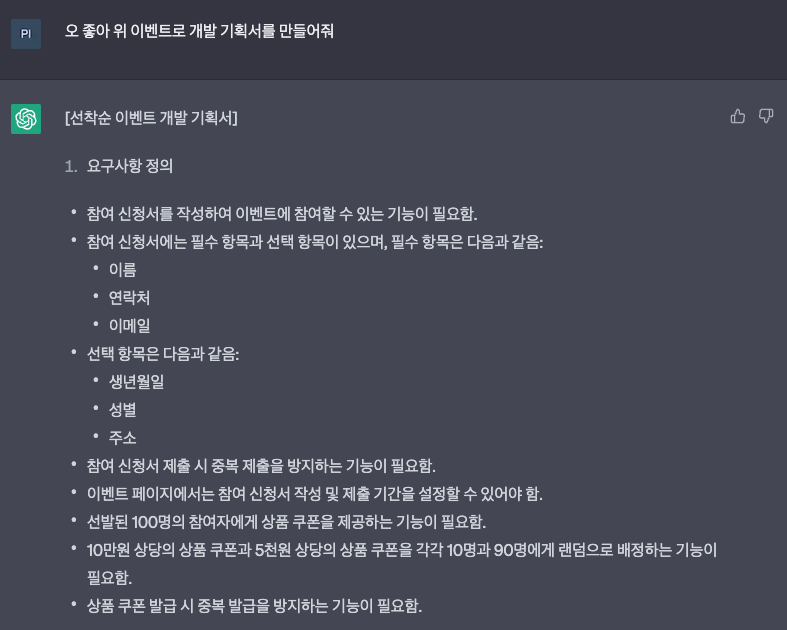 PI
오 좋아 위 이벤트로 개발 기획서를 만들어줘
[선착순 이벤트 개발 기획서]
1. 요구사항 정의
• 참여 신청서를 작성하여 이벤트에 참여할 수 있는 기능이 필요함.
• 참여 신청서에는 필수 항목과 선택 항목이 있으며, 필수 항목은 다음과 같음:
• 이름
• 연락처
• 이메일
• 선택 항목은 다음과 같음:
• 생년월일
• 성별
• 주소
• 참여 신청서 제출 시 중복 제출을 방지하는 기능이 필요함.
• 이벤트 페이지에서는 참여 신청서 작성 및 제출 기간을 설정할 수 있어야 함.
• 선발된 100명의 참여자에게 상품 쿠폰을 제공하는 기능이 필요함.
• 10만원 상당의 상품 쿠폰과 5천원 상당의 상품 쿠폰을 각각 10명과 90명에게 랜덤으로 배정하는 기능이
필요함.
• 상품 쿠폰 발급 시 중복 발급을 방지하는 기능이 필요함.